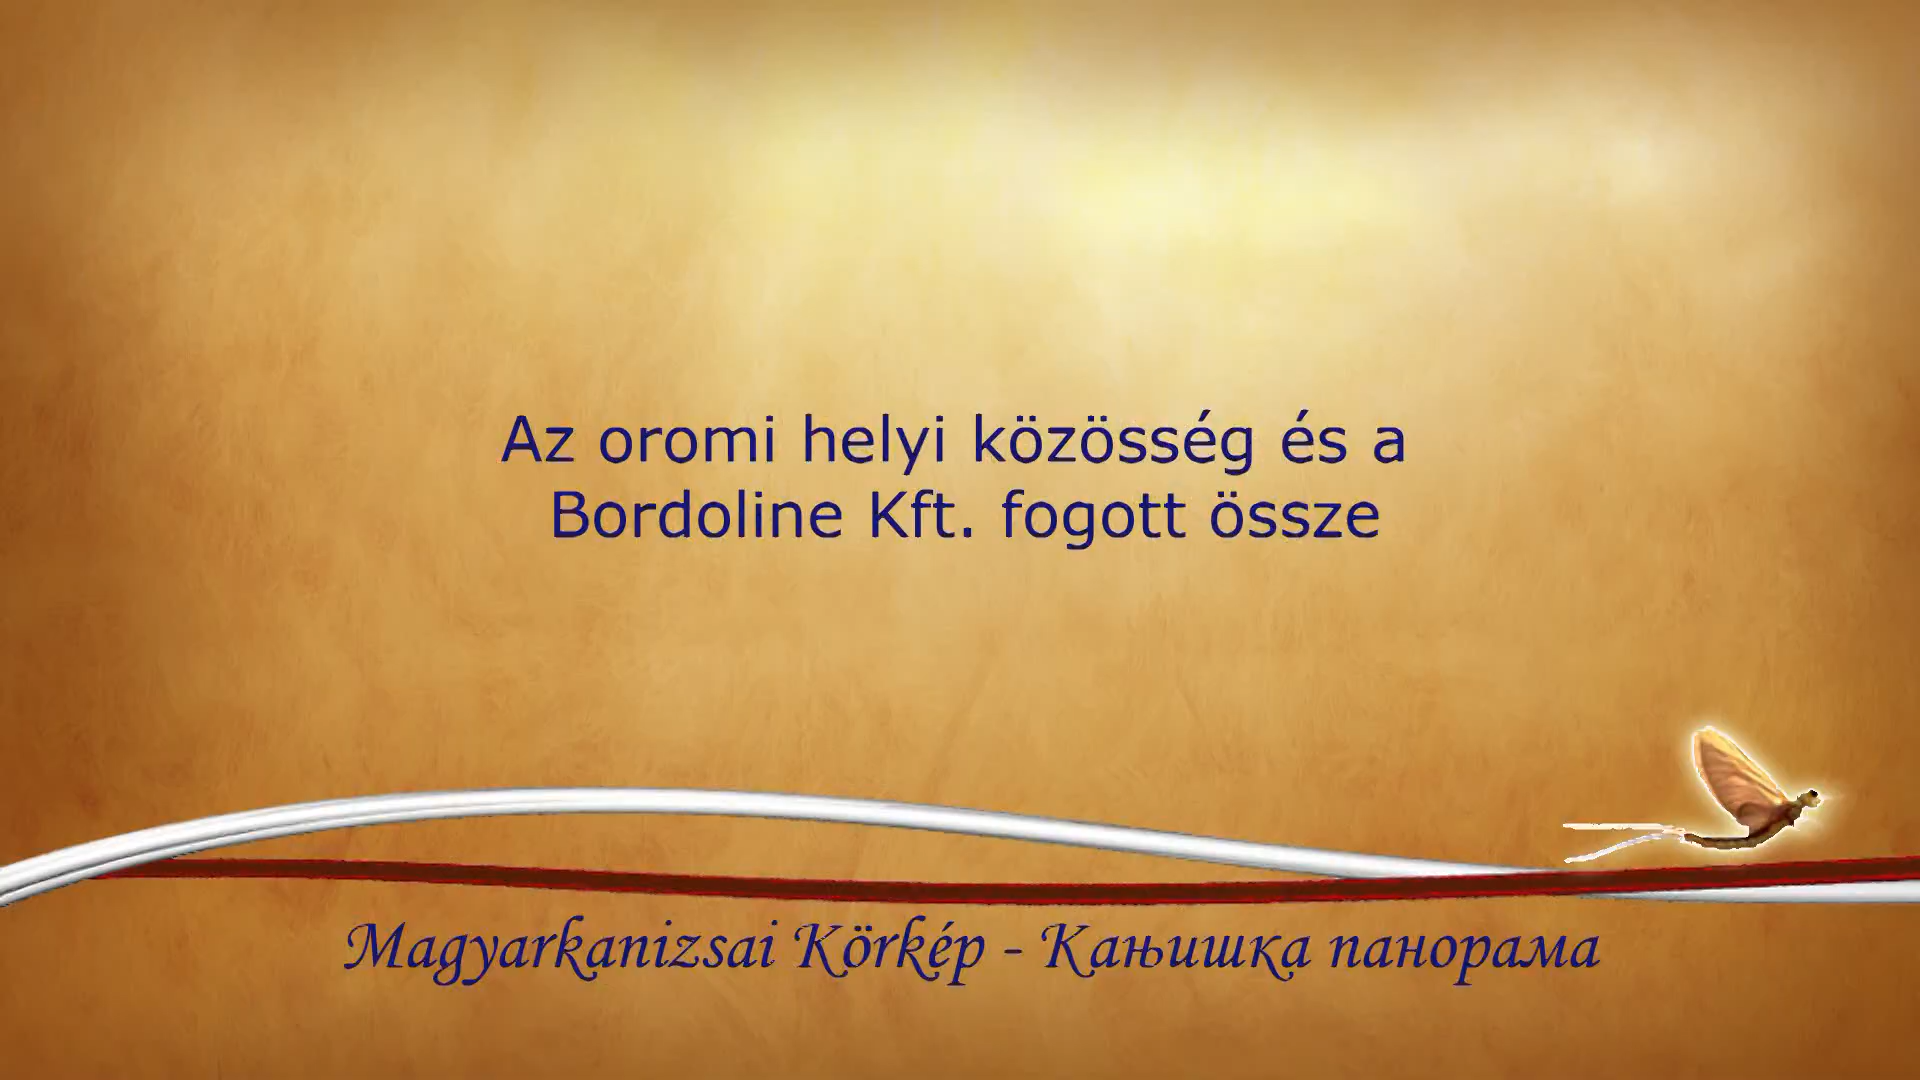 Az oromi helyi közösség és a
Bordoline Kft. fogott össze
Magyarkanizsai Körkép - Кањишка панорама